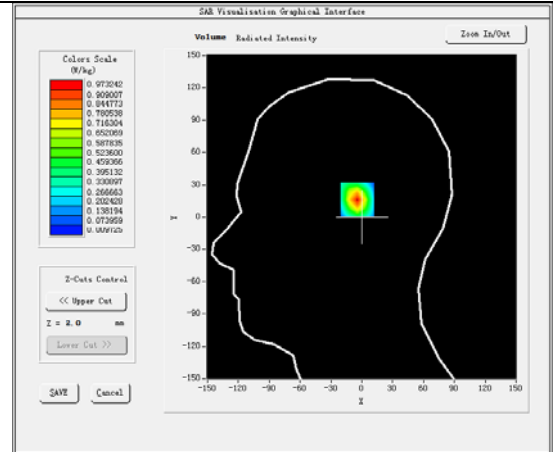 SAR Visualisation Graphical Interface
Volume Radiated Intensity
Zoom In/Out
Colors Scale
(W/kg)
0.973242
0.909007
0.844773
0.780538
0.716304
0.652069
0.587835
0.523600
0.459366
0.395132
0.330897
0.266663
0.202428
0.138194
0.073959
0.009725
150
120
90
60
30
0
-30
-60
-90
-120
-150
Y
-150 -120 -90 -60 -30 0 30 60 90 120 150
X
Z-Cuts Control
<< Upper Cut
Z = 2.0 mm
Lower Cut >>
SAVE Cancel